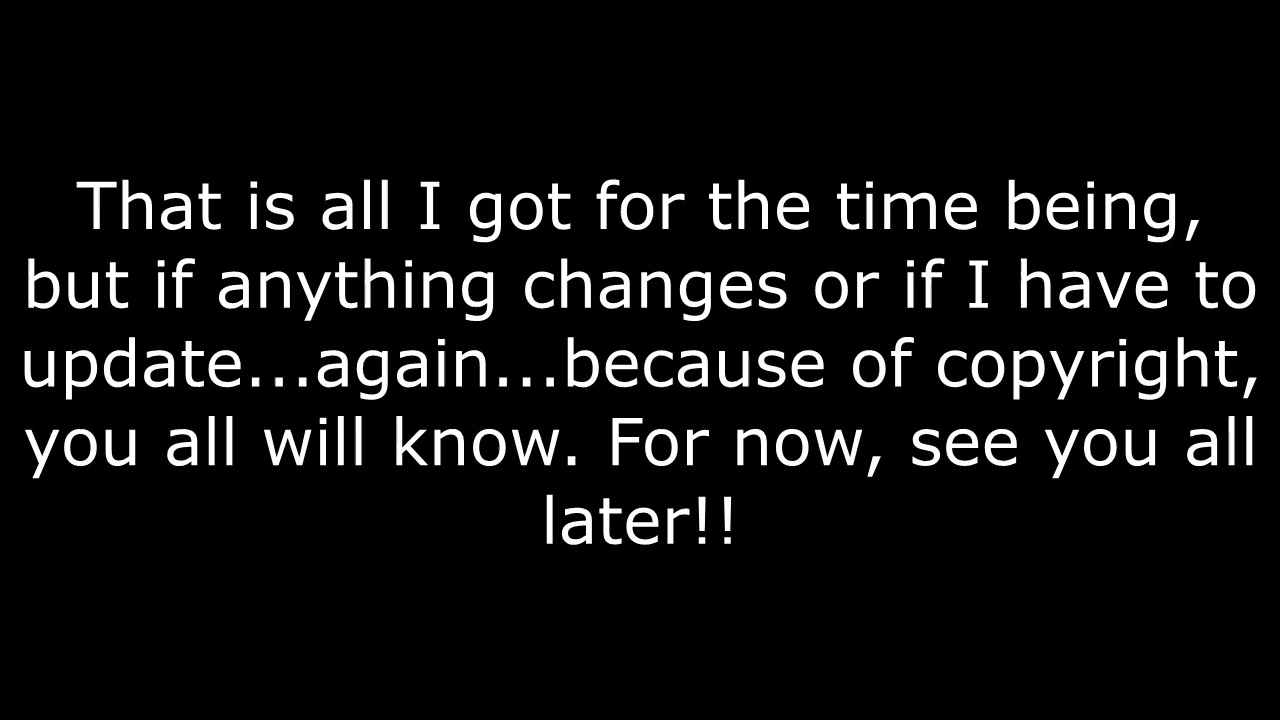 That is all I got for the time being,
but if anything changes or if I have to
update...again...because of copyright,
you all will know. For now, see you all
later!!